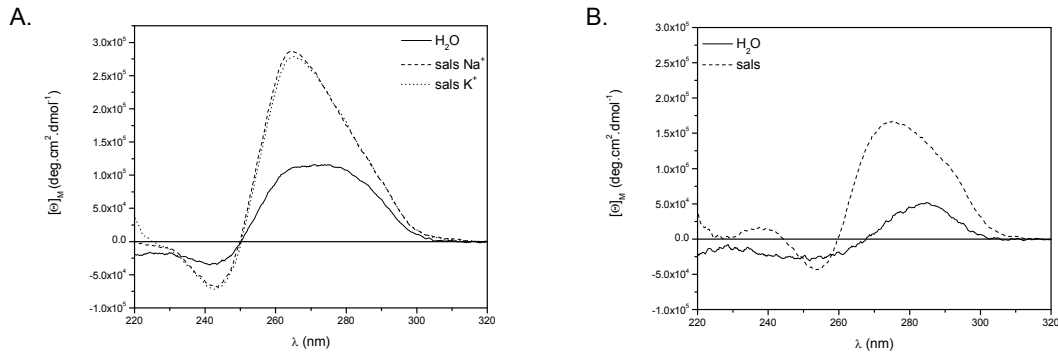 A.
3.0x10⁵
2.5x10⁵
2.0x10⁵
1.5x10⁵
1.0x10⁵
5.0x10⁴
0.0
-5.0x10⁴
-1.0x10⁵
[Θ]M (deg.cm².dmol⁻¹)
H₂O
sals Na⁺
sals K⁺
220 240 260 280 300 320
λ (nm)
B.
3.0x10⁵
2.5x10⁵
2.0x10⁵
1.5x10⁵
1.0x10⁵
5.0x10⁴
0.0
-5.0x10⁴
-1.0x10⁵
[Θ]M (deg.cm².dmol⁻¹)
H₂O
sals
220 240 260 280 300 320
λ (nm)